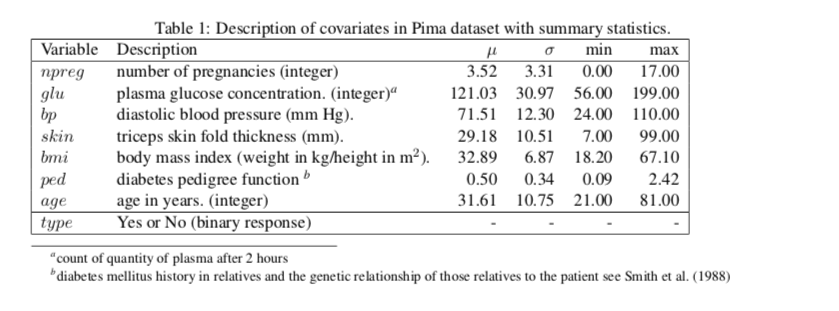 Table 1: Description of covariates in Pima dataset with summary statistics.
Variable Description μ σ min max
npreg number of pregnancies (integer) 3.52 3.31 0.00 17.00
glu plasma glucose concentration. (integer)ᵃ 121.03 30.97 56.00 199.00
bp diastolic blood pressure (mm Hg). 71.51 12.30 24.00 110.00
skin triceps skin fold thickness (mm). 29.18 10.51 7.00 99.00
bmi body mass index (weight in kg/height in m²). 32.89 6.87 18.20 67.10
ped diabetes pedigree function ᵇ 0.50 0.34 0.09 2.42
age age in years. (integer) 31.61 10.75 21.00 81.00
type Yes or No (binary response) - - - -
ᵃcount of quantity of plasma after 2 hours
ᵇdiabetes mellitus history in relatives and the genetic relationship of those relatives to the patient see Smith et al. (1988)